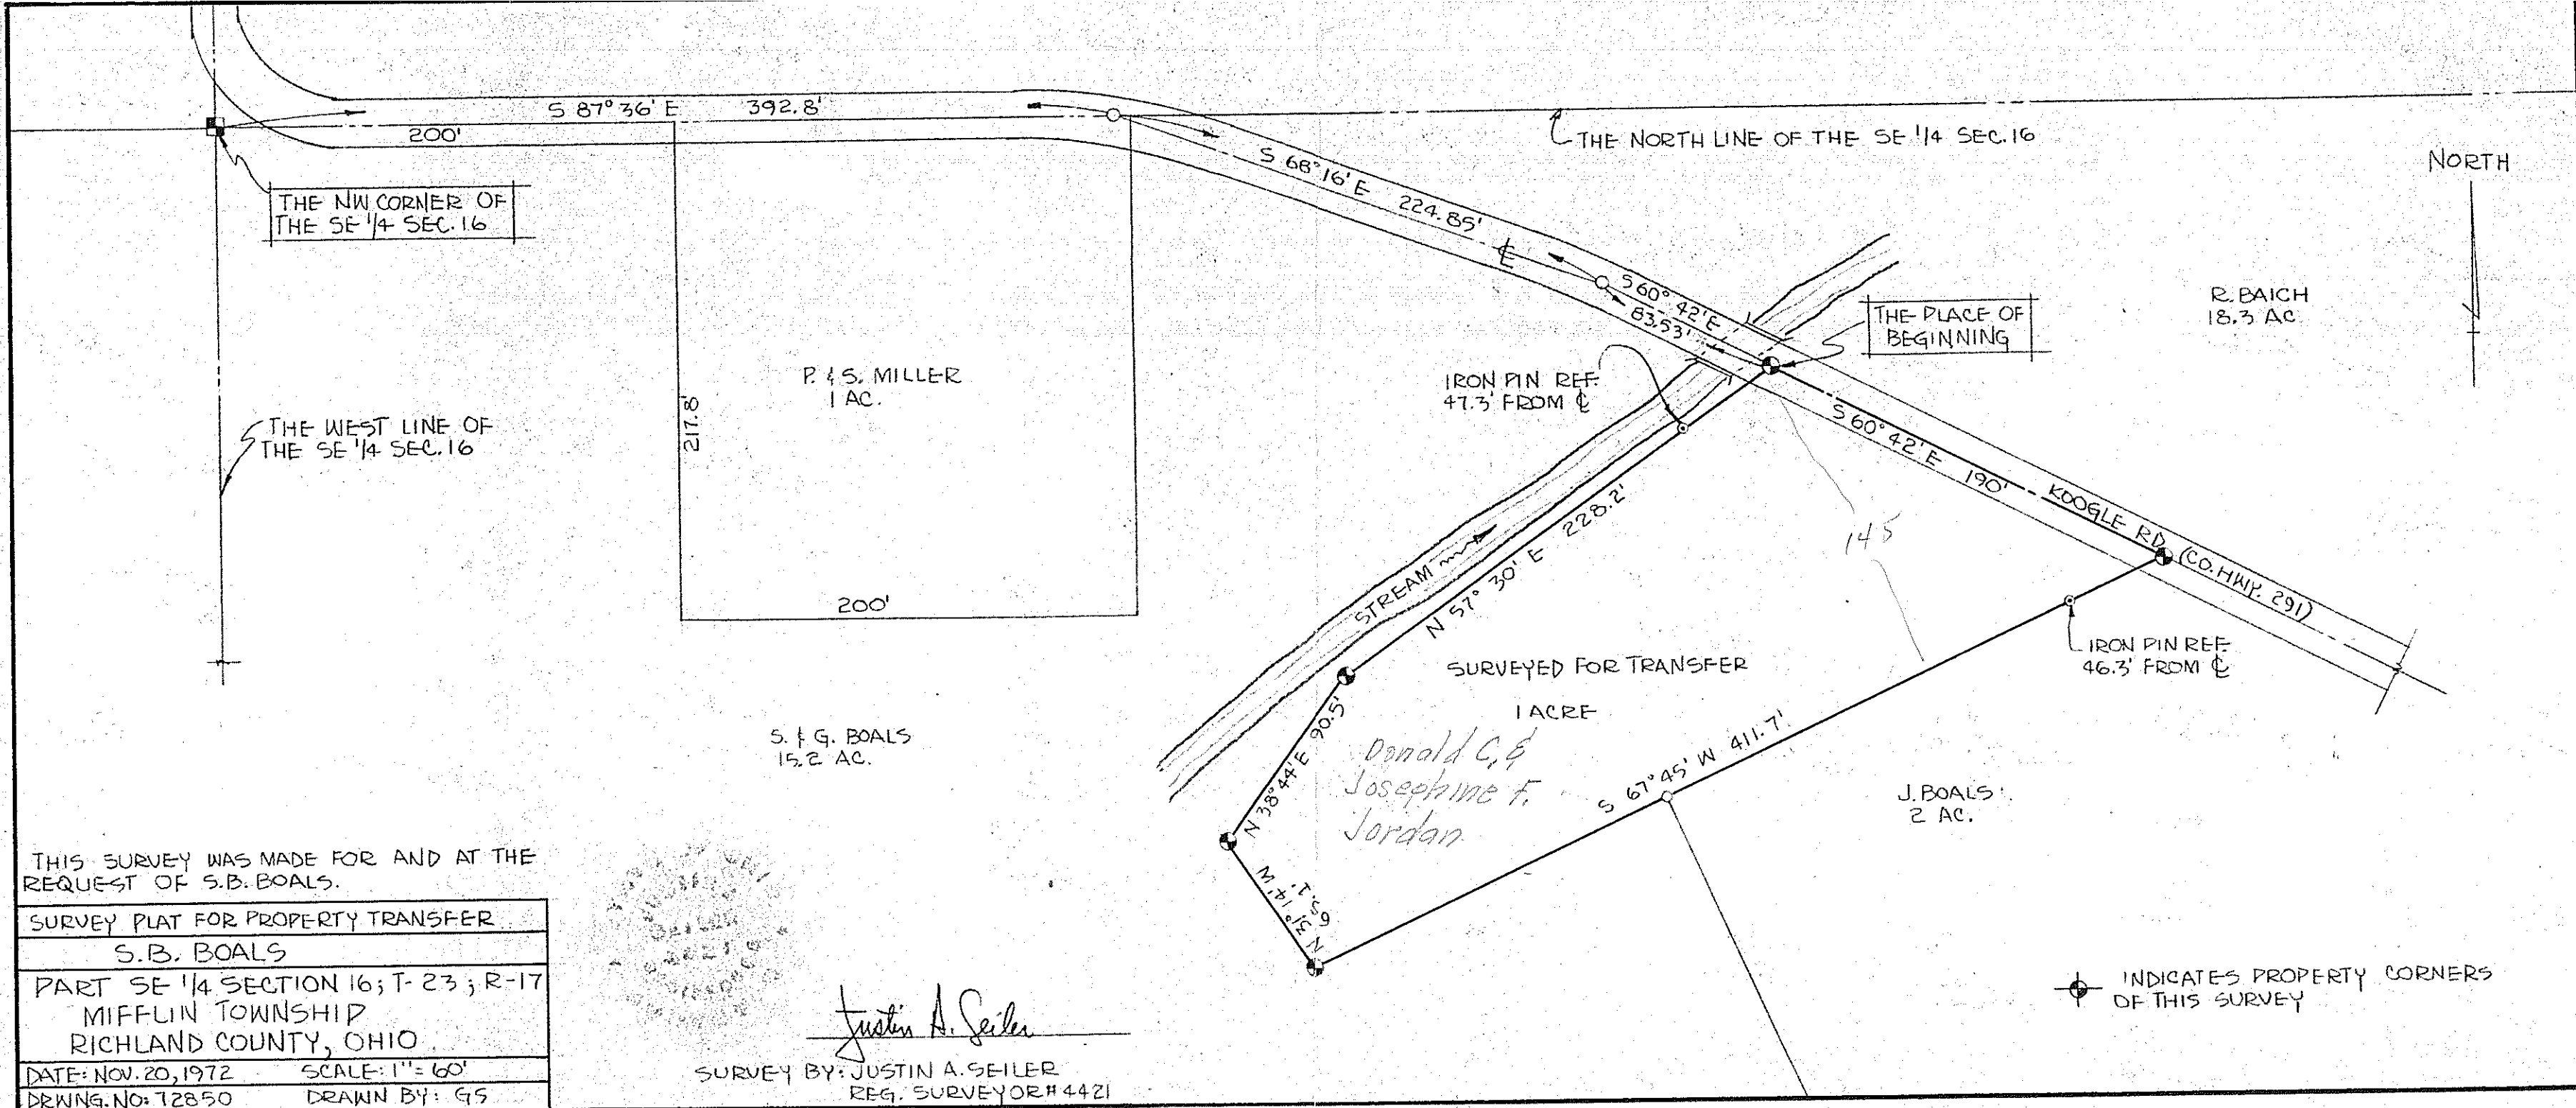 S 87° 36' E 392.8'
200'
THE NORTH LINE OF THE SE 1/4 SEC. 16
NORTH
THE NW CORNER OF
THE SE 1/4 SEC. 16
S 68° 16' E 224.85'
℄
S 60° 42' E
83.53'
THE PLACE OF
BEGINNING
R. BAICH
18.3 AC
P. & S. MILLER
1 AC.
217.8'
200'
IRON PIN REF.
47.3' FROM ℄
THE WEST LINE OF
THE SE 1/4 SEC. 16
S 60° 42' E 190'
KOOGLE RD. (CO. HWY. 291)
145
STREAM
N 57° 30' E 228.2'
IRON PIN REF.
46.3' FROM ℄
SURVEYED FOR TRANSFER
1 ACRE
Donald C. &
Josephine F.
Jordan
S. & G. BOALS
15.2 AC.
N 38° 44' E 90.5'
S 67° 45' W 411.7'
J. BOALS
2 AC.
N 31° 14' W
65.1'
THIS SURVEY WAS MADE FOR AND AT THE
REQUEST OF S.B. BOALS.
SURVEY PLAT FOR PROPERTY TRANSFER
S.B. BOALS
PART SE 1/4 SECTION 16; T-23; R-17
MIFFLIN TOWNSHIP
RICHLAND COUNTY, OHIO
DATE: NOV. 20, 1972 SCALE: 1" = 60'
DRWNG. NO: 72850 DRAWN BY: GS
Justin A. Seiler
SURVEY BY: JUSTIN A. SEILER
REG. SURVEYOR # 4421
INDICATES PROPERTY CORNERS
OF THIS SURVEY